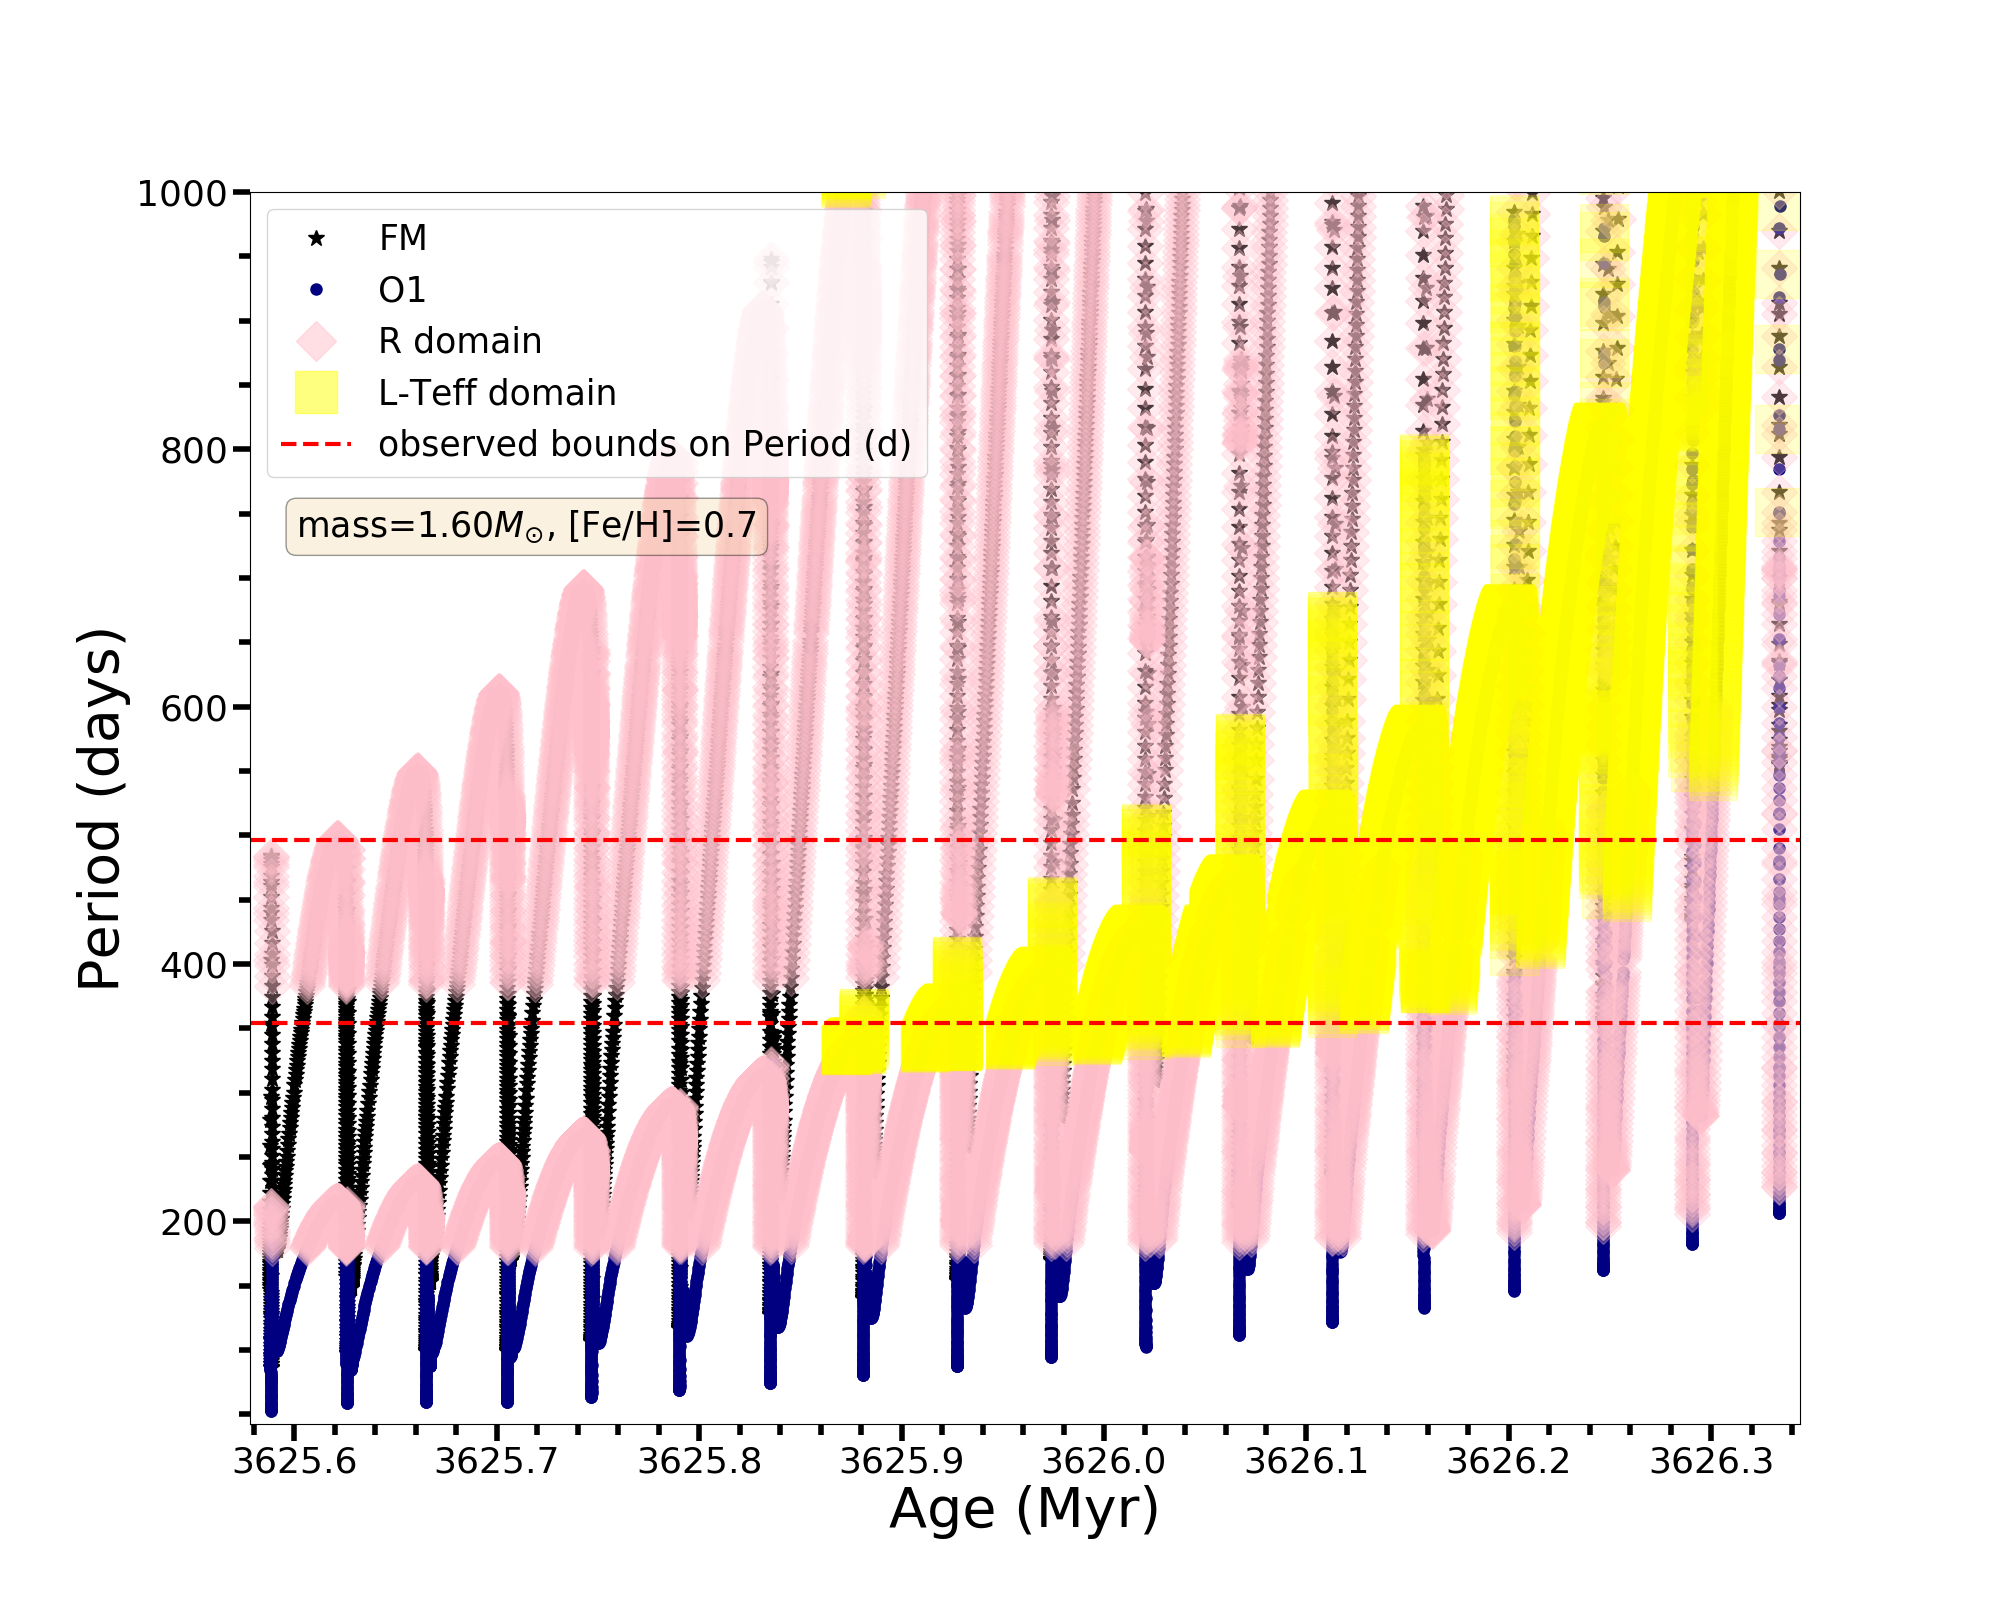 1000
800
600
400
200
Period (days)
FM
O1
R domain
L-Teff domain
observed bounds on Period (d)
mass=1.60M☉, [Fe/H]=0.7
3625.6 3625.7 3625.8 3625.9 3626.0 3626.1 3626.2 3626.3
Age (Myr)